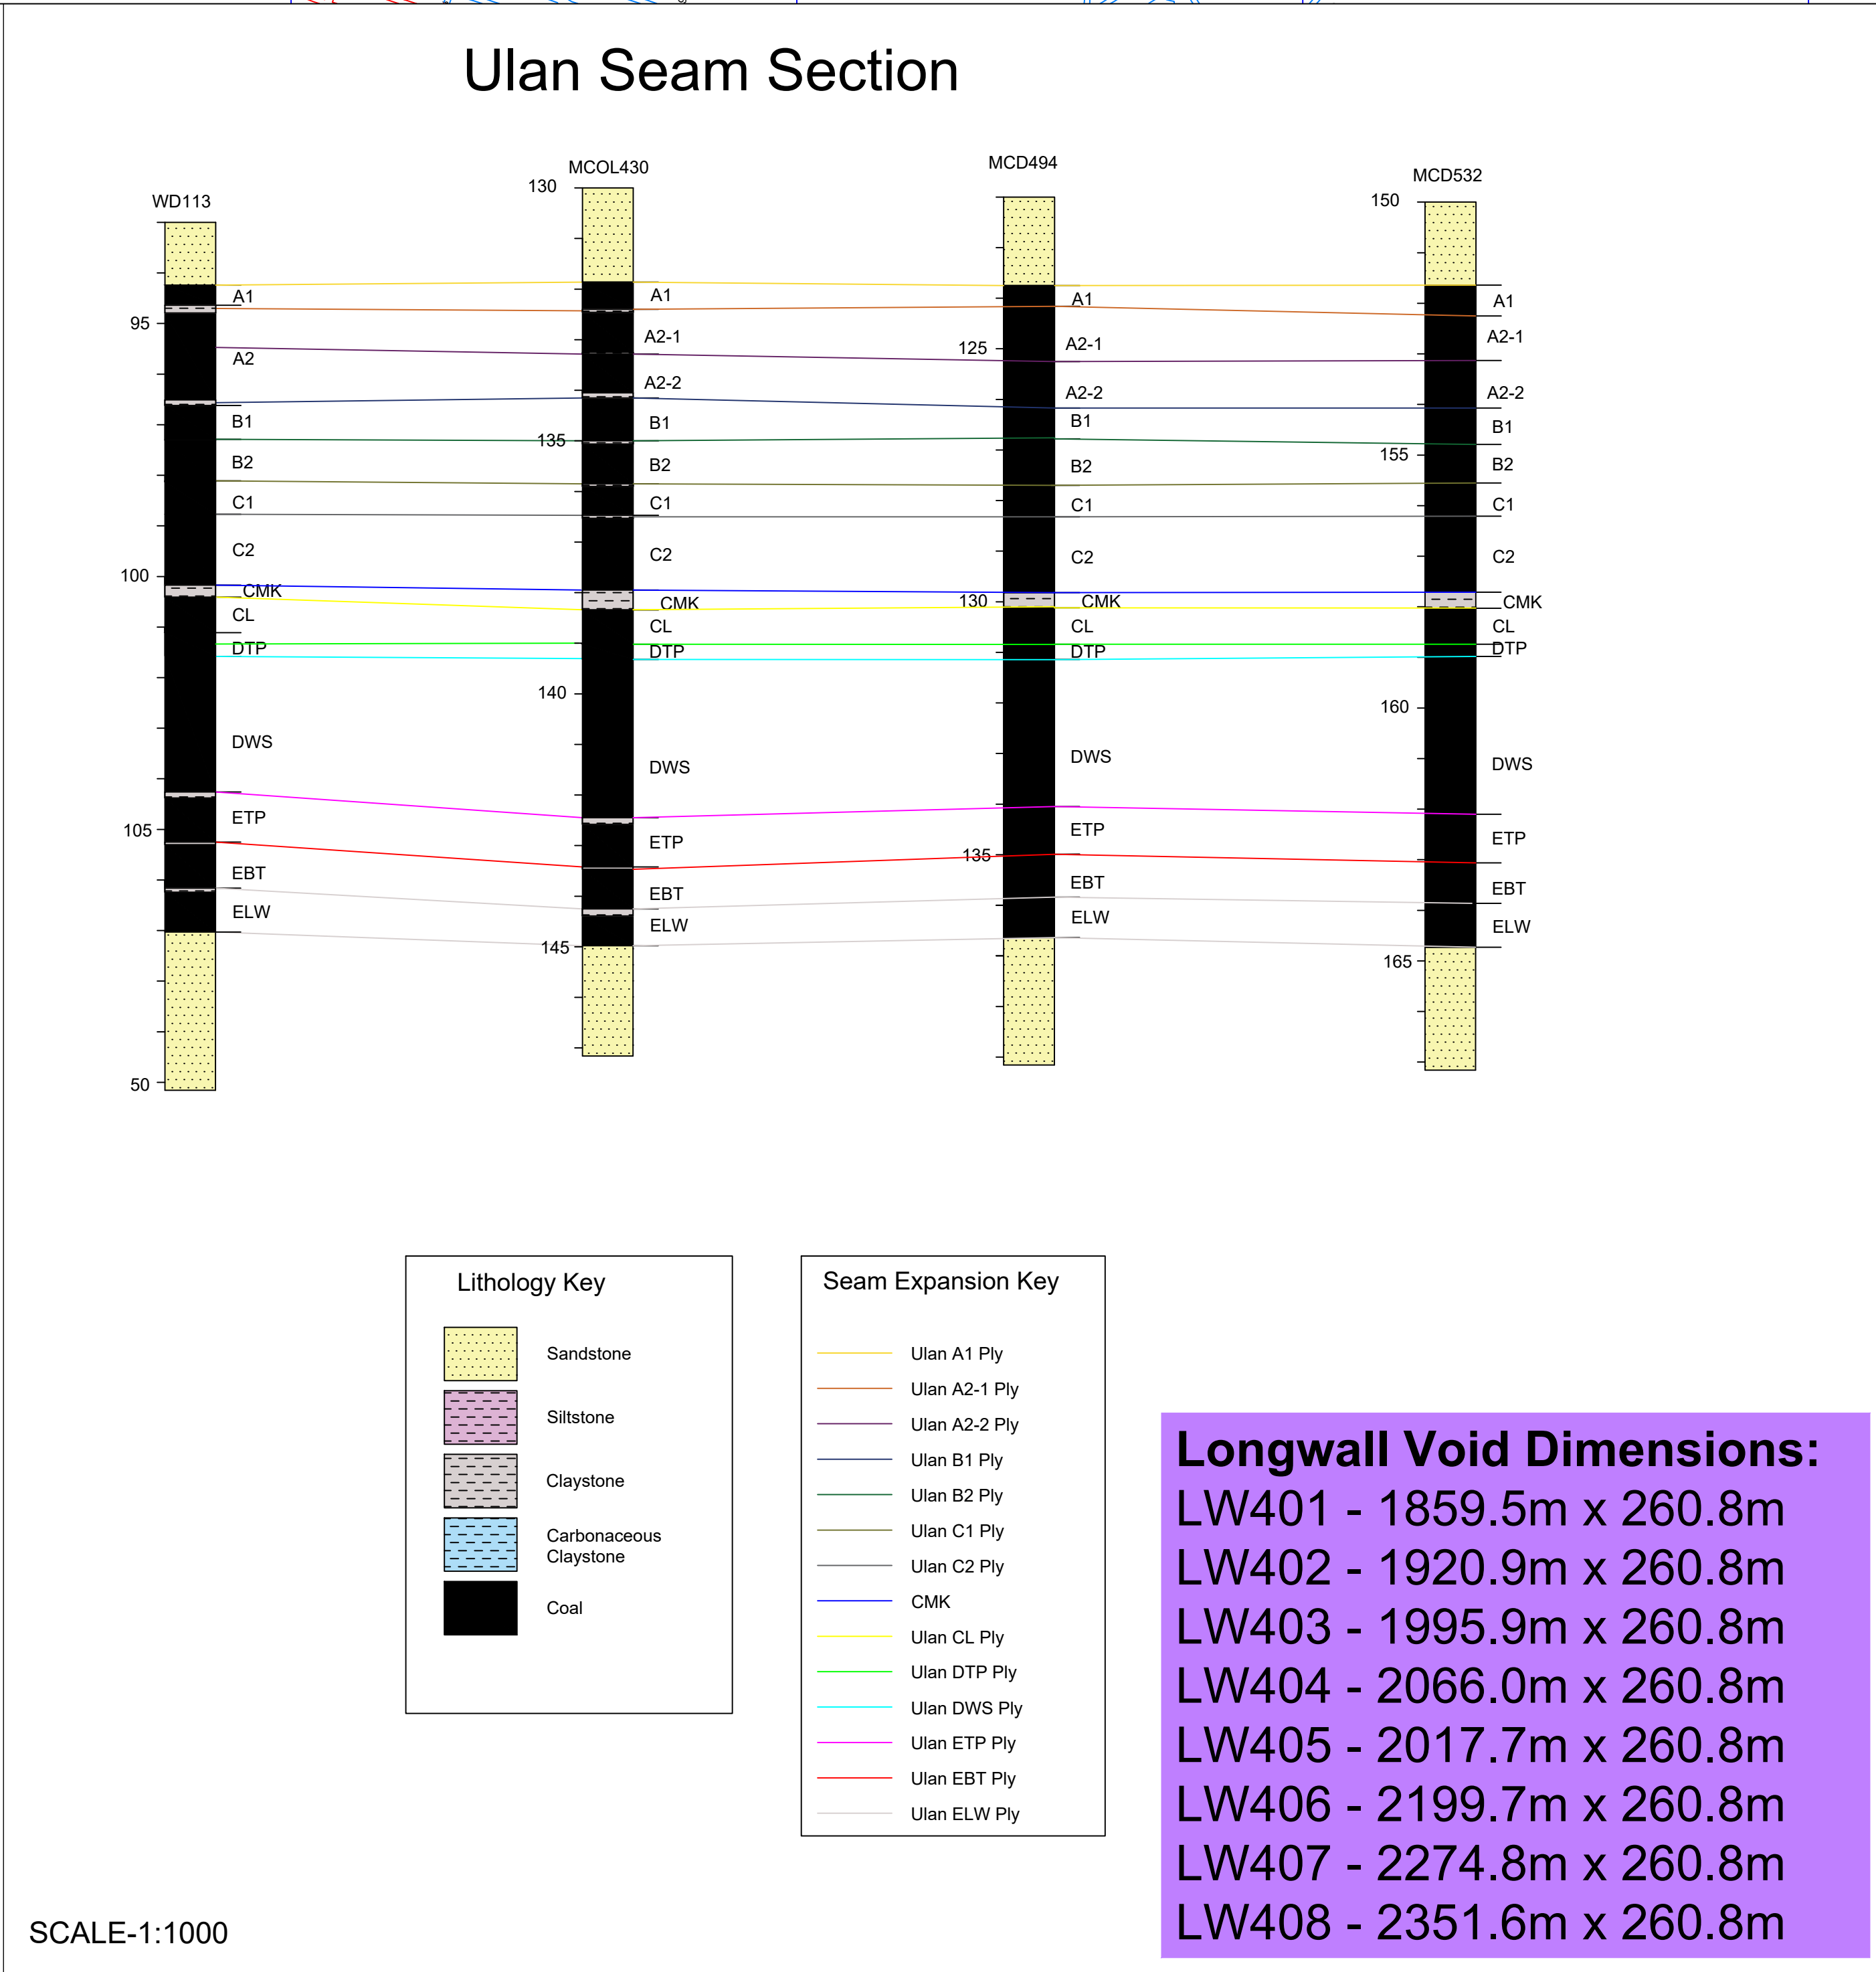 Ulan Seam Section
WD113
MCOL430
MCD494
MCD532
95
100
105
50
A1
A2
B1
B2
C1
C2
CMK
CL
DTP
DWS
ETP
EBT
ELW
130
135
140
145
A1
A2-1
A2-2
B1
B2
C1
C2
CMK
CL
DTP
DWS
ETP
EBT
ELW
125
130
135
A1
A2-1
A2-2
B1
B2
C1
C2
CMK
CL
DTP
DWS
ETP
EBT
ELW
150
155
160
165
A1
A2-1
A2-2
B1
B2
C1
C2
CMK
CL
DTP
DWS
ETP
EBT
ELW
Lithology Key
Sandstone
Siltstone
Claystone
Carbonaceous
Claystone
Coal
Seam Expansion Key
Ulan A1 Ply
Ulan A2-1 Ply
Ulan A2-2 Ply
Ulan B1 Ply
Ulan B2 Ply
Ulan C1 Ply
Ulan C2 Ply
CMK
Ulan CL Ply
Ulan DTP Ply
Ulan DWS Ply
Ulan ETP Ply
Ulan EBT Ply
Ulan ELW Ply
Longwall Void Dimensions:
LW401 - 1859.5m x 260.8m
LW402 - 1920.9m x 260.8m
LW403 - 1995.9m x 260.8m
LW404 - 2066.0m x 260.8m
LW405 - 2017.7m x 260.8m
LW406 - 2199.7m x 260.8m
LW407 - 2274.8m x 260.8m
LW408 - 2351.6m x 260.8m
SCALE-1:1000